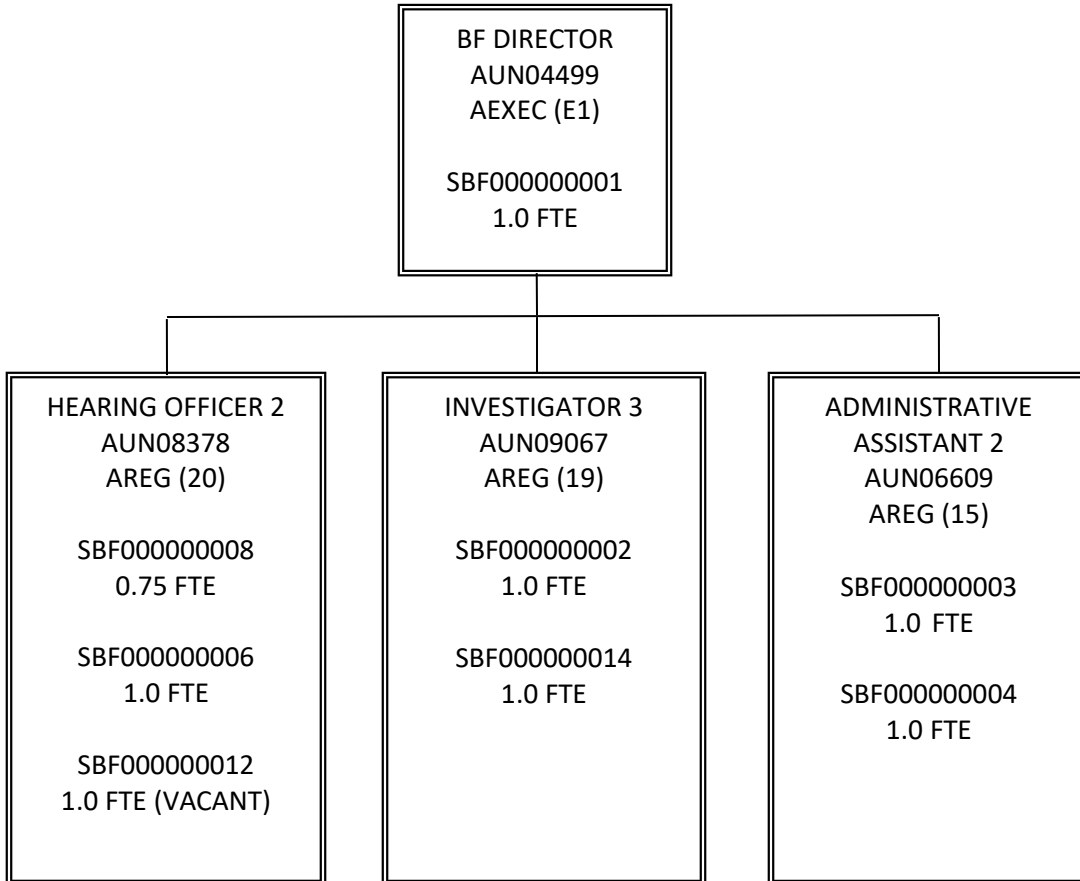 BF DIRECTOR
AUN04499
AEXEC (E1)
SBF000000001
1.0 FTE
HEARING OFFICER 2
AUN08378
AREG (20)
SBF000000008
0.75 FTE
SBF000000006
1.0 FTE
SBF000000012
1.0 FTE (VACANT)
INVESTIGATOR 3
AUN09067
AREG (19)
SBF000000002
1.0 FTE
SBF000000014
1.0 FTE
ADMINISTRATIVE
ASSISTANT 2
AUN06609
AREG (15)
SBF000000003
1.0 FTE
SBF000000004
1.0 FTE